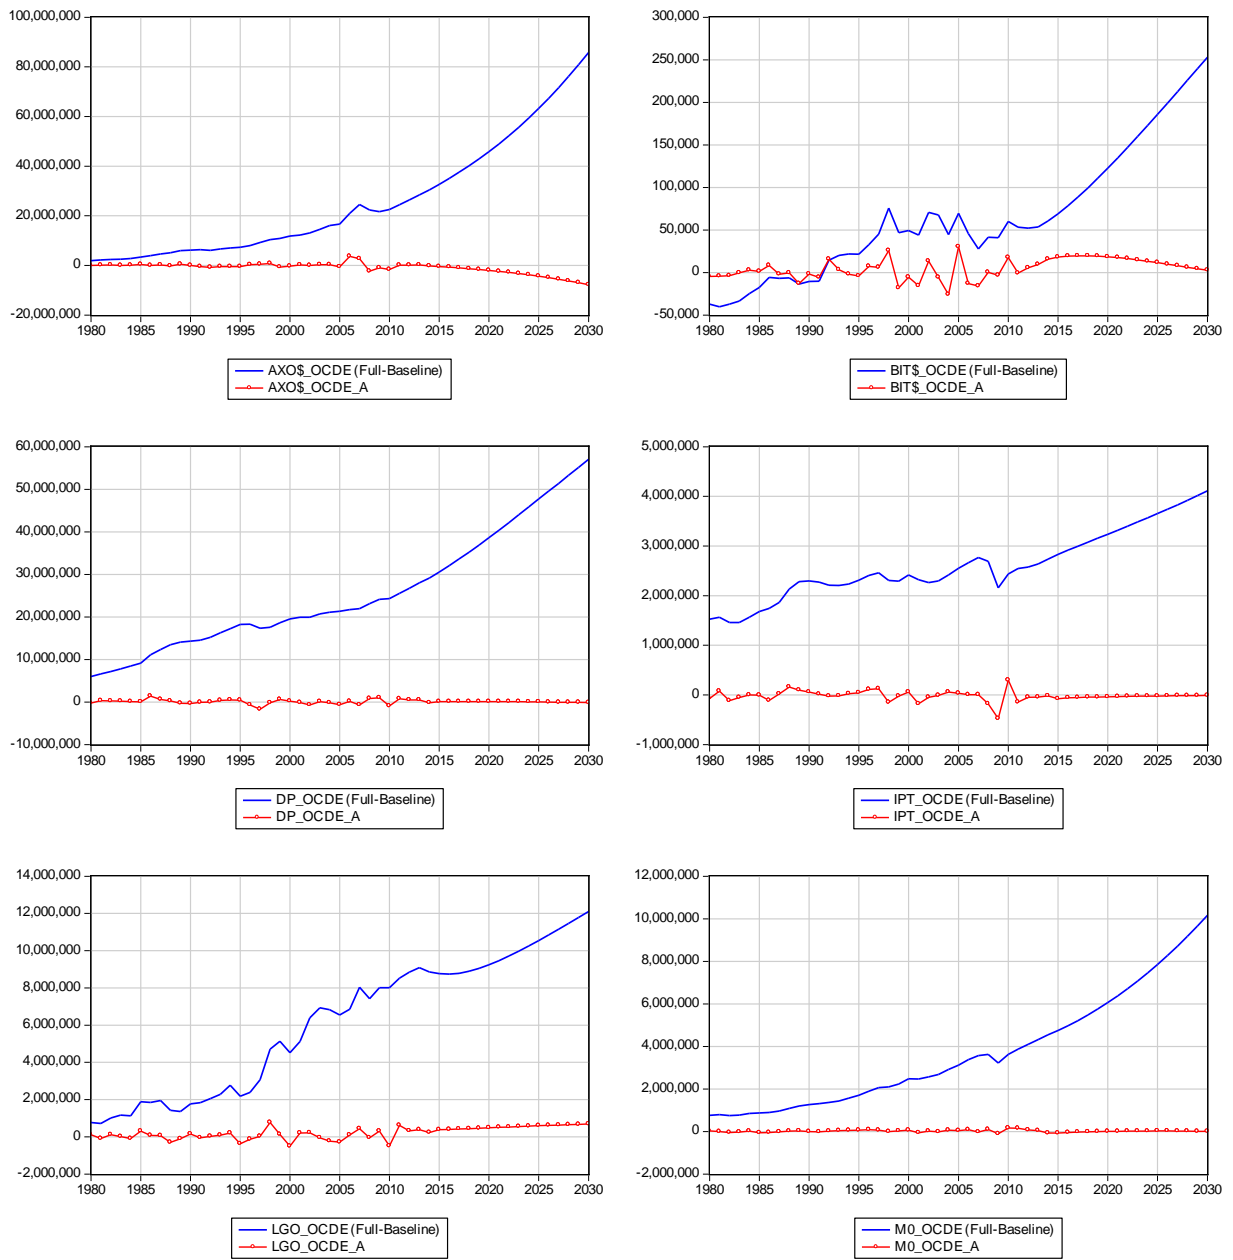 100,000,000
80,000,000
60,000,000
40,000,000
20,000,000
0
-20,000,000
1980 1985 1990 1995 2000 2005 2010 2015 2020 2025 2030
AXO$_OCDE (Full-Baseline)
AXO$_OCDE_A
300,000
250,000
200,000
150,000
100,000
50,000
0
-50,000
1980 1985 1990 1995 2000 2005 2010 2015 2020 2025 2030
BIT$_OCDE (Full-Baseline)
BIT$_OCDE_A
60,000,000
50,000,000
40,000,000
30,000,000
20,000,000
10,000,000
0
-10,000,000
1980 1985 1990 1995 2000 2005 2010 2015 2020 2025 2030
DP_OCDE (Full-Baseline)
DP_OCDE_A
5,000,000
4,000,000
3,000,000
2,000,000
1,000,000
0
-1,000,000
1980 1985 1990 1995 2000 2005 2010 2015 2020 2025 2030
IPT_OCDE (Full-Baseline)
IPT_OCDE_A
14,000,000
12,000,000
10,000,000
8,000,000
6,000,000
4,000,000
2,000,000
0
-2,000,000
1980 1985 1990 1995 2000 2005 2010 2015 2020 2025 2030
LGO_OCDE (Full-Baseline)
LGO_OCDE_A
12,000,000
10,000,000
8,000,000
6,000,000
4,000,000
2,000,000
0
-2,000,000
1980 1985 1990 1995 2000 2005 2010 2015 2020 2025 2030
M0_OCDE (Full-Baseline)
M0_OCDE_A